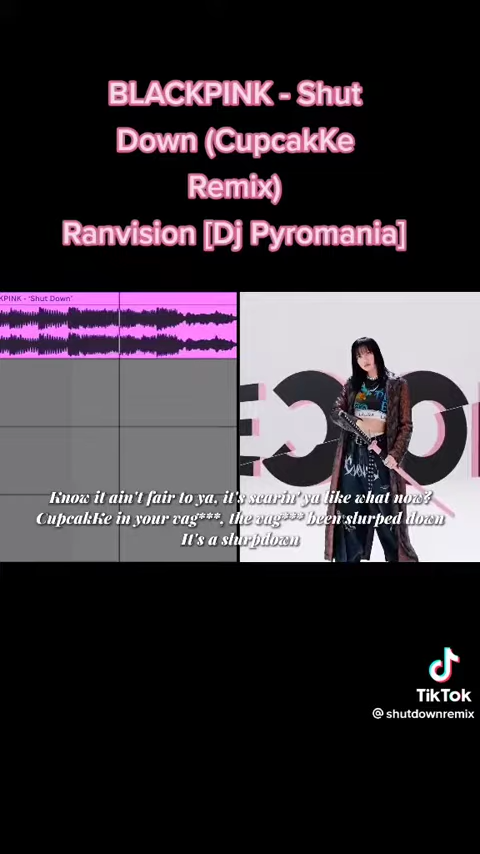 BLACKPINK - Shut
Down (CupcakKe
Remix)
Ranvision [Dj Pyromania]
KPINK - 'Shut Down'
Know it ain't fair to ya, it's scarin' ya like what now?
CupcakKe in your vag***, the vag*** been slurped down
It's a slurpdown
TikTok
@shutdownremix